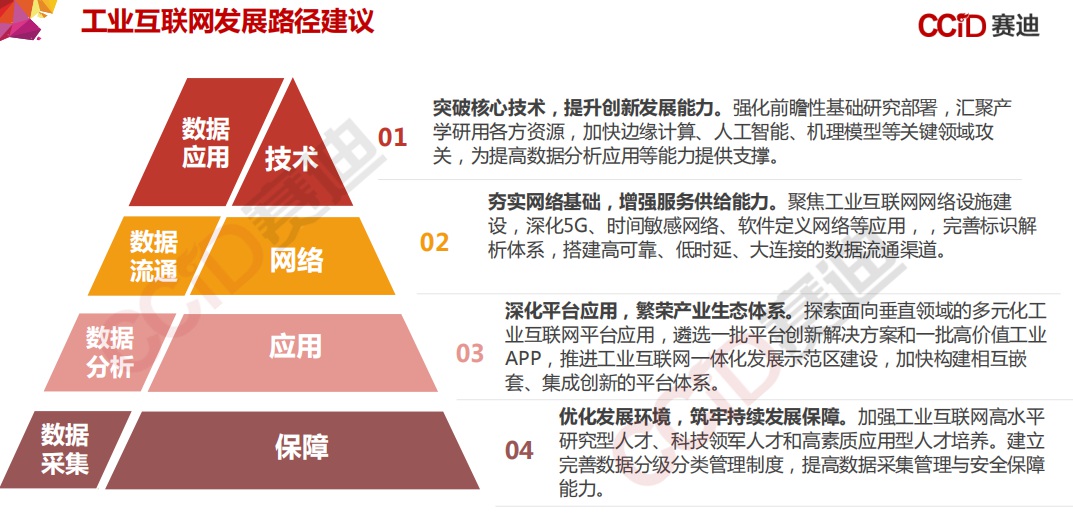 工业互联网发展路径建议
CCiD 赛迪
数据
应用
技术
01
突破核心技术，提升创新发展能力。强化前瞻性基础研究部署，汇聚产
学研用各方资源，加快边缘计算、人工智能、机理模型等关键领域攻
关，为提高数据分析应用等能力提供支撑。
数据
流通
网络
02
夯实网络基础，增强服务供给能力。聚焦工业互联网网络设施建
设，深化5G、时间敏感网络、软件定义网络等应用，，完善标识解
析体系，搭建高可靠、低时延、大连接的数据流通渠道。
数据
分析
应用
03
深化平台应用，繁荣产业生态体系。探索面向垂直领域的多元化工
业互联网平台应用，遴选一批平台创新解决方案和一批高价值工业
APP，推进工业互联网一体化发展示范区建设，加快构建相互嵌
套、集成创新的平台体系。
数据
采集
保障
04
优化发展环境，筑牢持续发展保障。加强工业互联网高水平
研究型人才、科技领军人才和高素质应用型人才培养。建立
完善数据分级分类管理制度，提高数据采集管理与安全保障
能力。
CCiD 赛迪
CCiD 赛迪